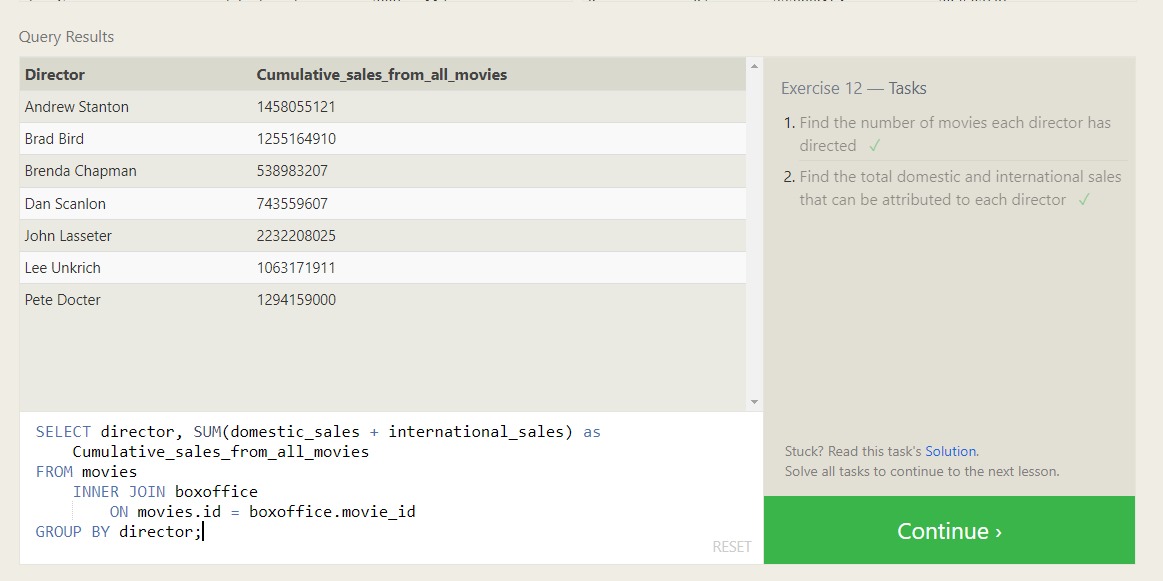 Query Results
Director Cumulative_sales_from_all_movies
Andrew Stanton 1458055121
Brad Bird 1255164910
Brenda Chapman 538983207
Dan Scanlon 743559607
John Lasseter 2232208025
Lee Unkrich 1063171911
Pete Docter 1294159000
SELECT director, SUM(domestic_sales + international_sales) as
Cumulative_sales_from_all_movies
FROM movies
INNER JOIN boxoffice
ON movies.id = boxoffice.movie_id
GROUP BY director;
RESET
Exercise 12 — Tasks
1. Find the number of movies each director has
directed ✓
2. Find the total domestic and international sales
that can be attributed to each director ✓
Stuck? Read this task's Solution.
Solve all tasks to continue to the next lesson.
Continue ›